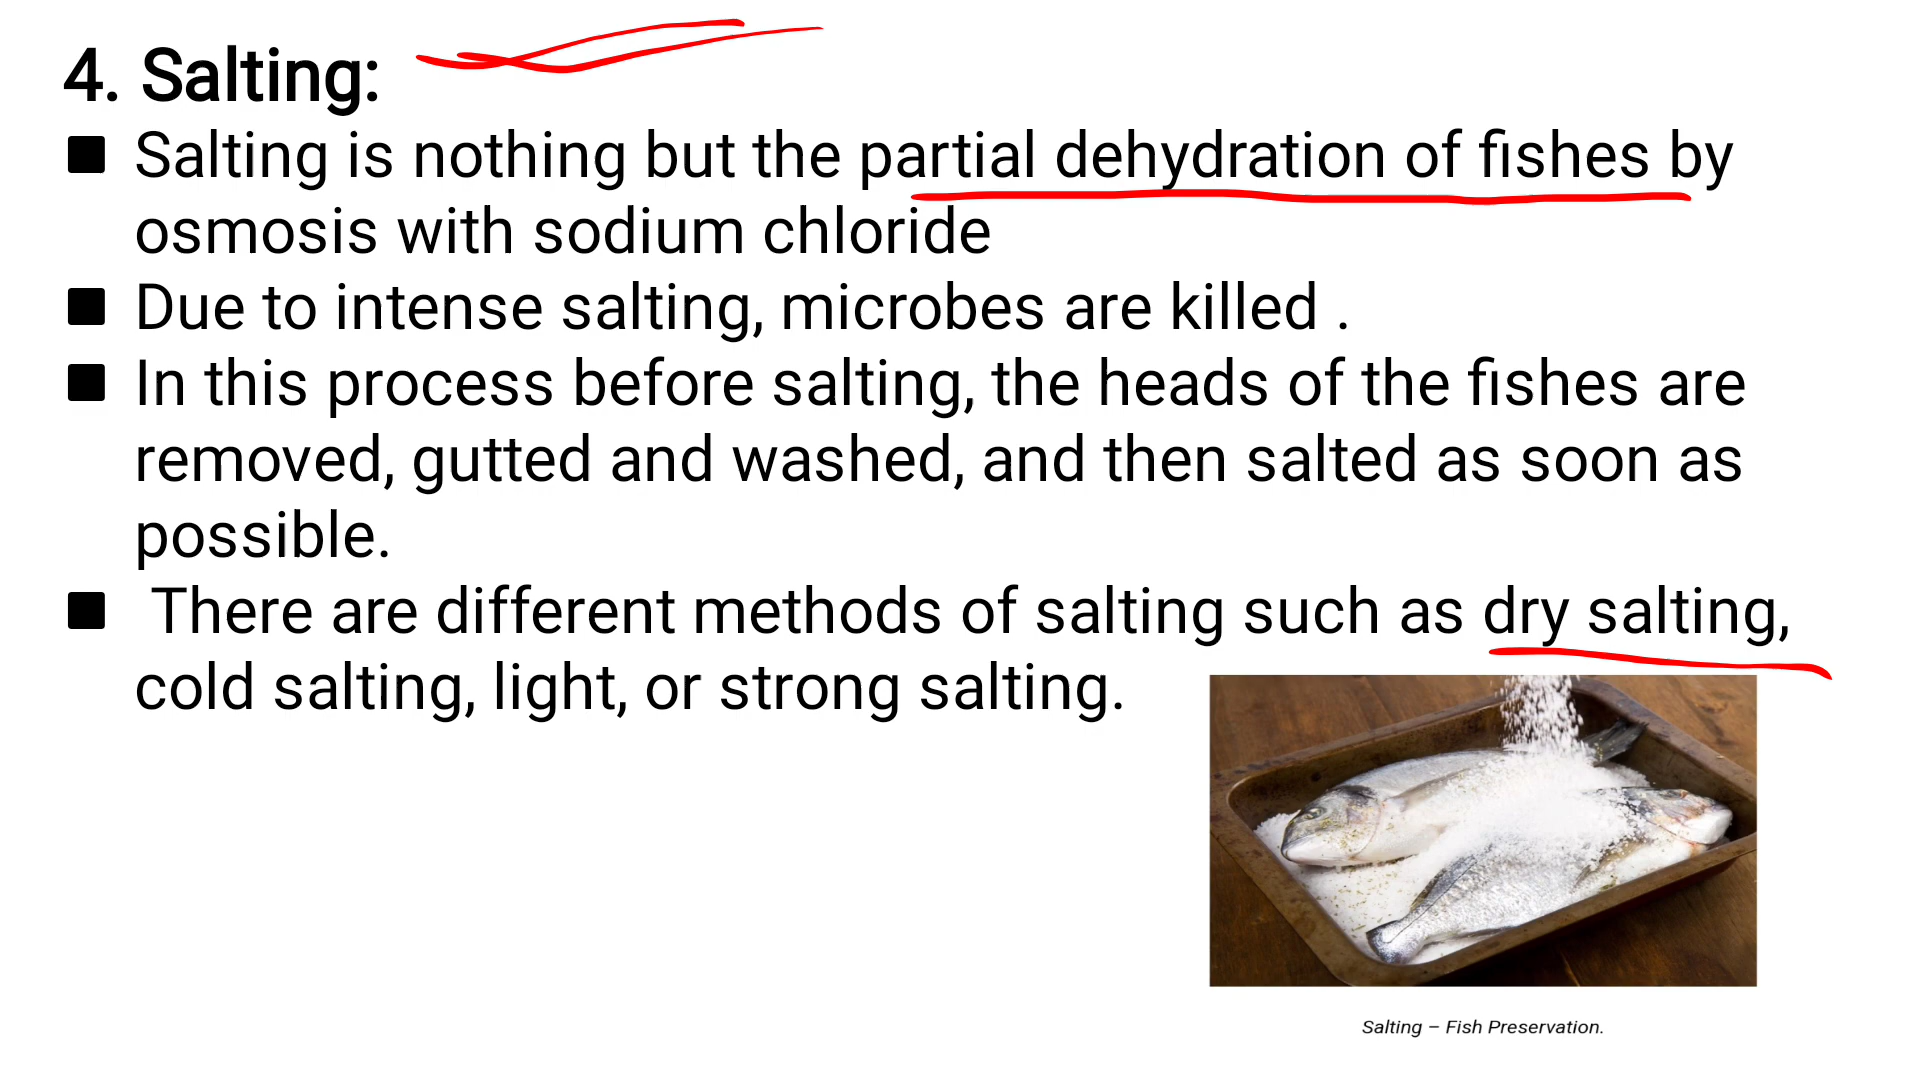 4. Salting:
■ Salting is nothing but the partial dehydration of fishes by
osmosis with sodium chloride
■ Due to intense salting, microbes are killed .
■ In this process before salting, the heads of the fishes are
removed, gutted and washed, and then salted as soon as
possible.
■ There are different methods of salting such as dry salting,
cold salting, light, or strong salting.
Salting – Fish Preservation.